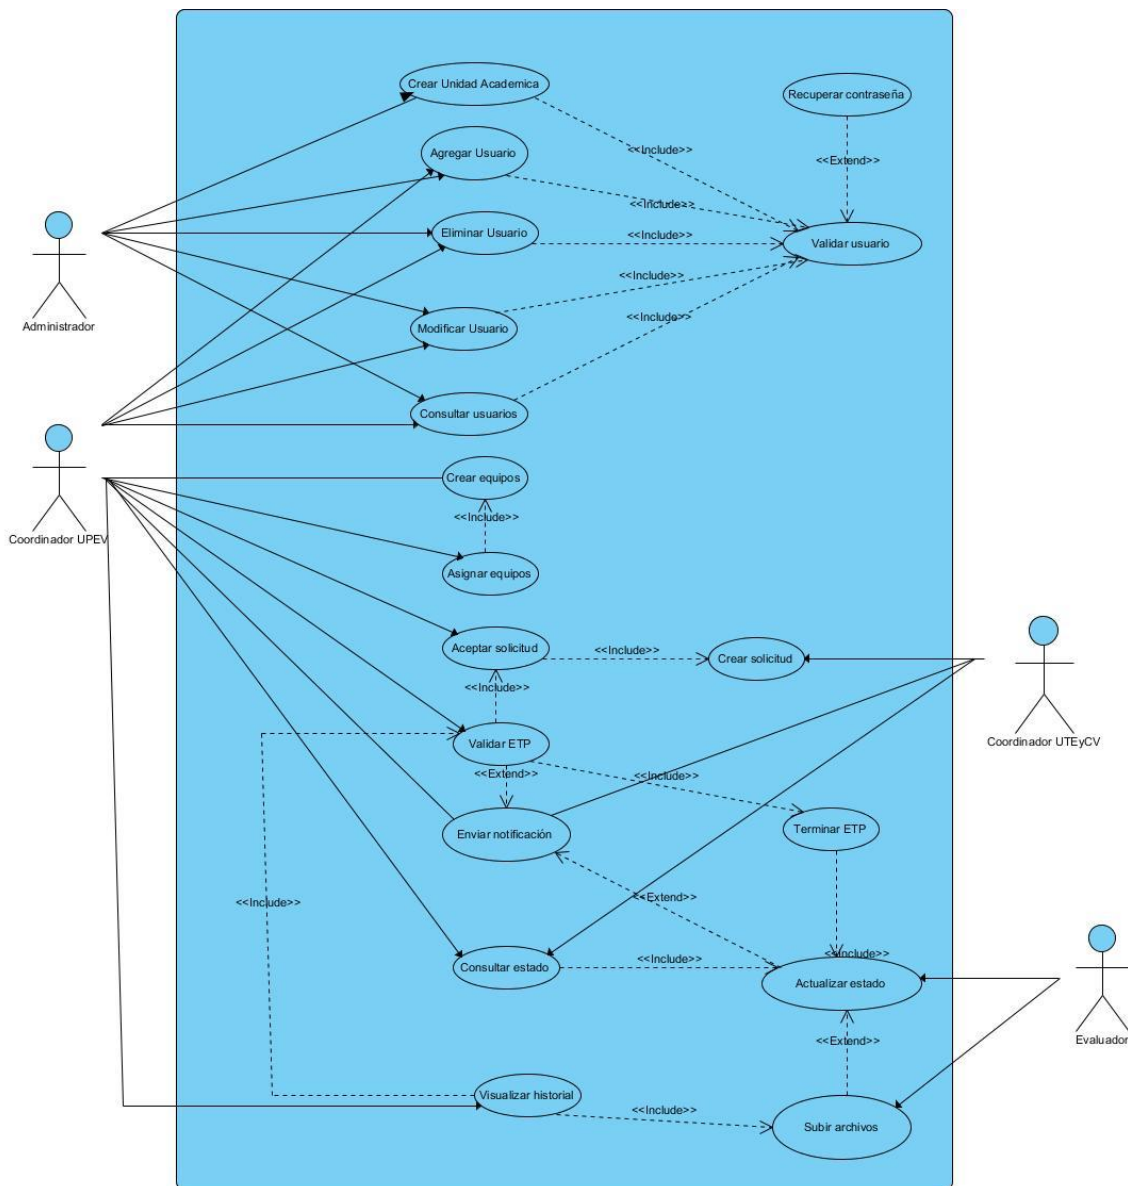 Crear Unidad Academica
Recuperar contraseña
<<Include>>
Agregar Usuario
<<Extend>>
<<Include>>
Eliminar Usuario
<<Include>>
Validar usuario
<<Include>>
Administrador
Modificar Usuario
<<Include>>
Consultar usuarios
Crear equipos
<<Include>>
Coordinador UPEV
Asignar equipos
Aceptar solicitud
<<Include>>
Crear solicitud
<<Include>>
Coordinador UTEyCV
Validar ETP
<<Extend>>
<<Include>>
Enviar notificación
Terminar ETP
<<Extend>>
<<Include>>
<<Include>>
Consultar estado
<<Include>>
Actualizar estado
Evaluador
<<Extend>>
Visualizar historial
<<Include>>
Subir archivos